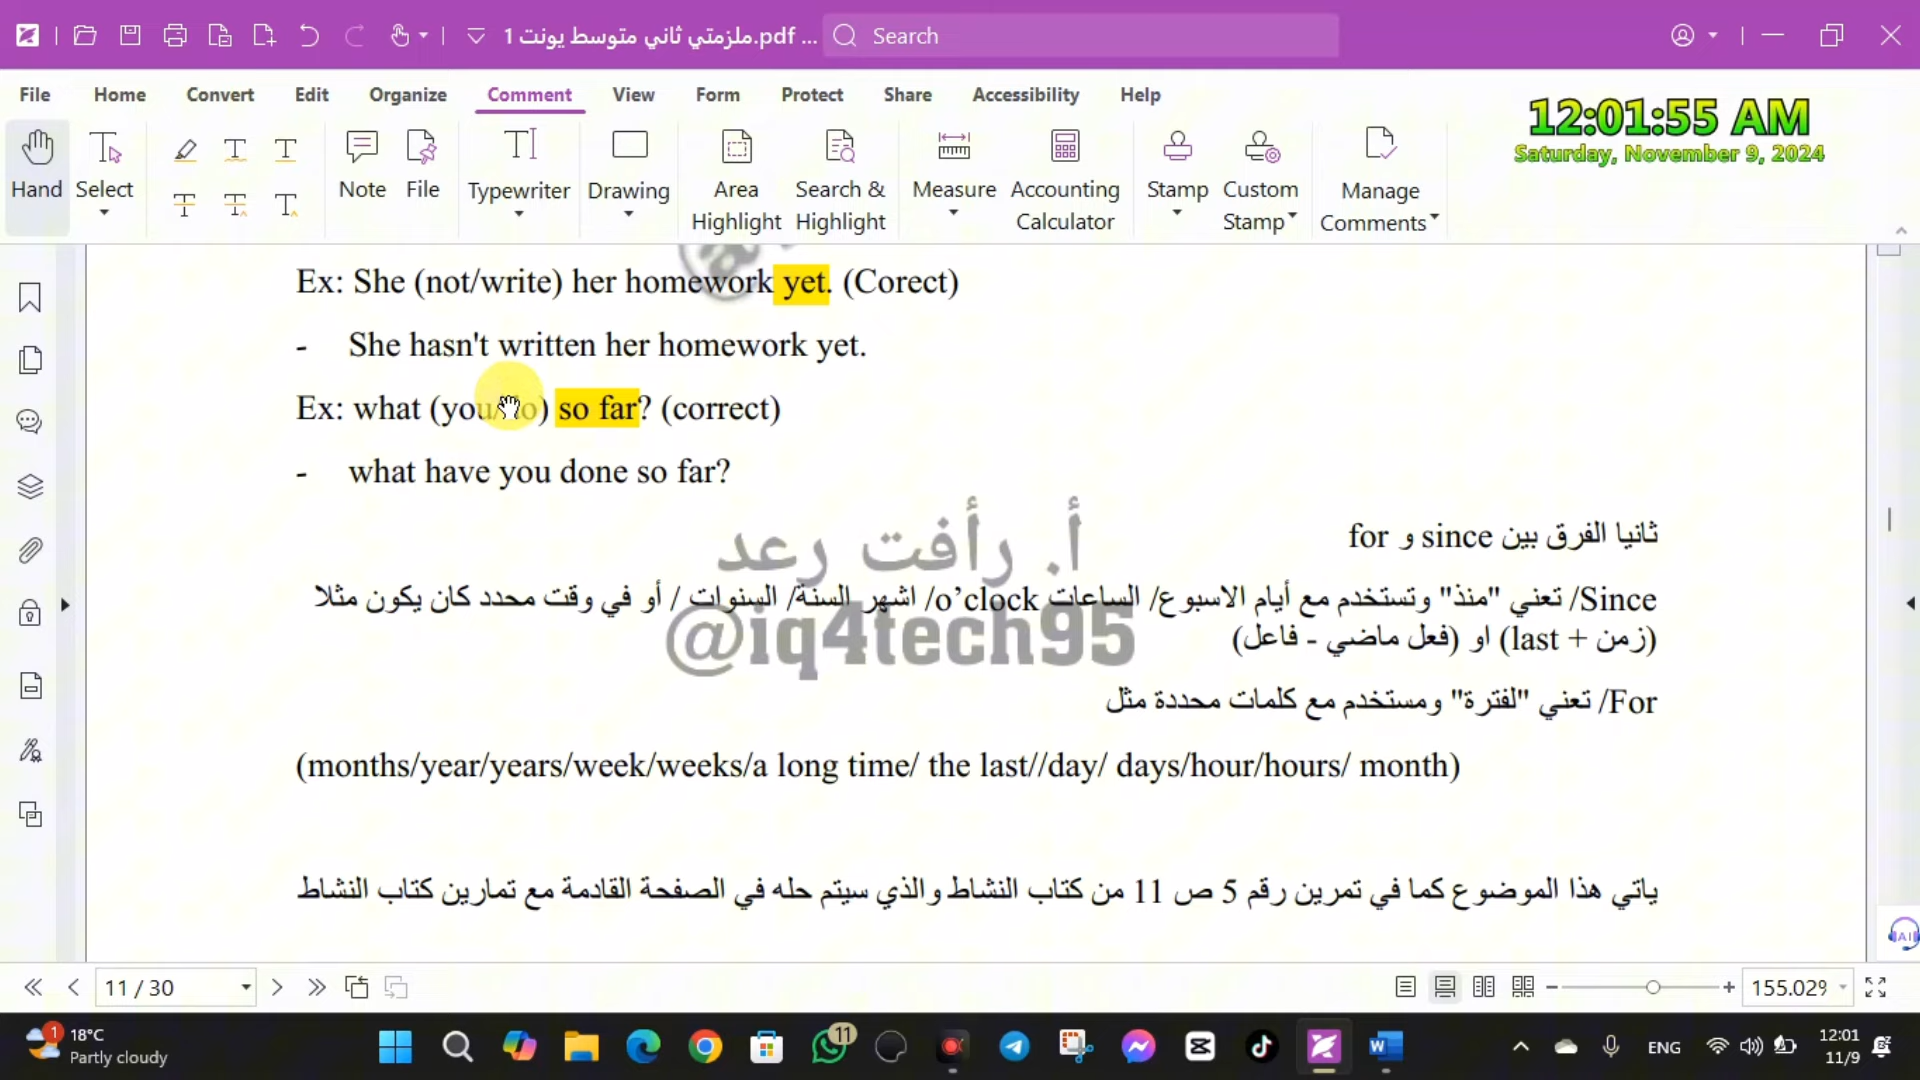 ملزمتي ثاني متوسط يونت 1.pdf ...
Search
File Home Convert Edit Organize Comment View Form Protect Share Accessibility Help
12:01:55 AM
Saturday, November 9, 2024
Hand Select Note File Typewriter Drawing Area Highlight Search & Highlight Measure Accounting Calculator Stamp Custom Stamp Manage Comments
Ex: She (not/write) her homework yet. (Corect)
- She hasn't written her homework yet.
Ex: what (you/do) so far? (correct)
- what have you done so far?
أ. رأفت رعد
@iq4tech95
ثانيا الفرق بين since و for
Since/ تعني "منذ" وتستخدم مع أيام الاسبوع/ الساعات o’clock/ اشهر السنة/ السنوات / أو في وقت محدد كان يكون مثلا
(زمن + last) او (فعل ماضي - فاعل)
For/ تعني "لفترة" ومستخدم مع كلمات محددة مثل
(months/year/years/week/weeks/a long time/ the last//day/ days/hour/hours/ month)
ياتي هذا الموضوع كما في تمرين رقم 5 ص 11 من كتاب النشاط والذي سيتم حله في الصفحة القادمة مع تمارين كتاب النشاط
AI
11 / 30
155.029
1
18°C
Partly cloudy
11
ENG
12:01
11/9